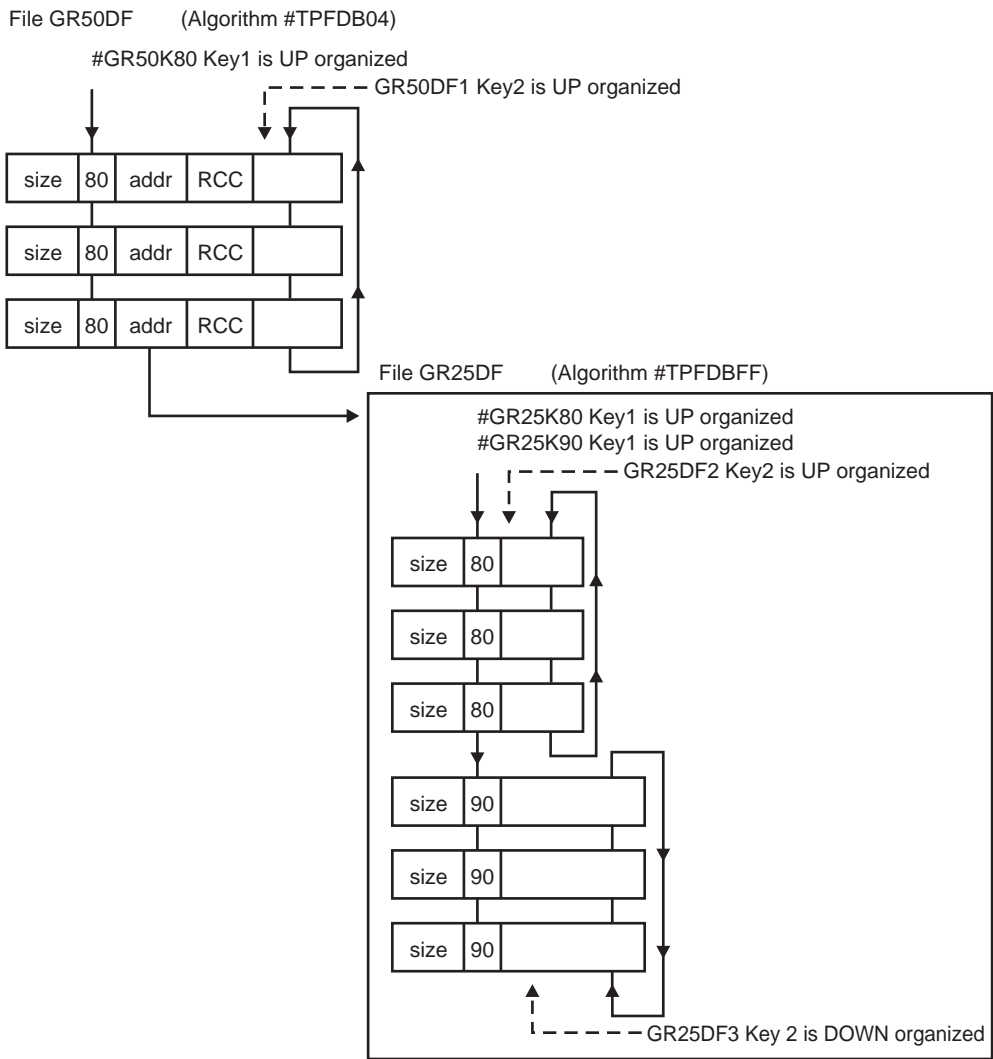 File GR50DF (Algorithm #TPFDB04)
#GR50K80 Key1 is UP organized
GR50DF1 Key2 is UP organized
size 80 addr RCC
size 80 addr RCC
size 80 addr RCC
File GR25DF (Algorithm #TPFDBFF)
#GR25K80 Key1 is UP organized
#GR25K90 Key1 is UP organized
GR25DF2 Key2 is UP organized
size 80
size 80
size 80
size 90
size 90
size 90
GR25DF3 Key 2 is DOWN organized